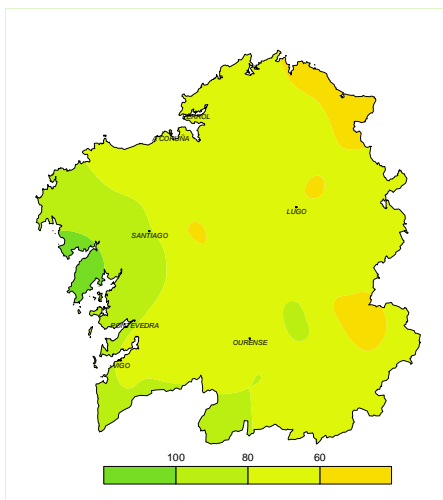 FERROL
CORUÑA
LUGO
SANTIAGO
PONTEVEDRA
OURENSE
VIGO
100 80 60